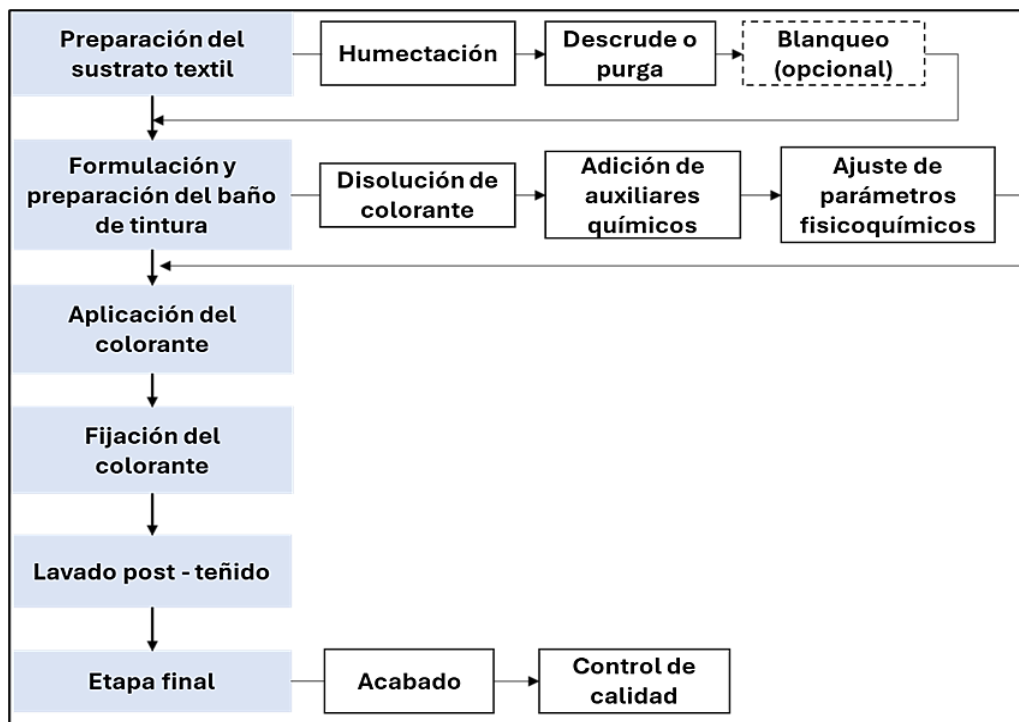 Preparación del
sustrato textil
Humectación
Descrude o
purga
Blanqueo
(opcional)
Formulación y
preparación del baño
de tintura
Disolución de
colorante
Adición de
auxiliares
químicos
Ajuste de
parámetros
fisicoquímicos
Aplicación del
colorante
Fijación del
colorante
Lavado post - teñido
Etapa final
Acabado
Control de
calidad